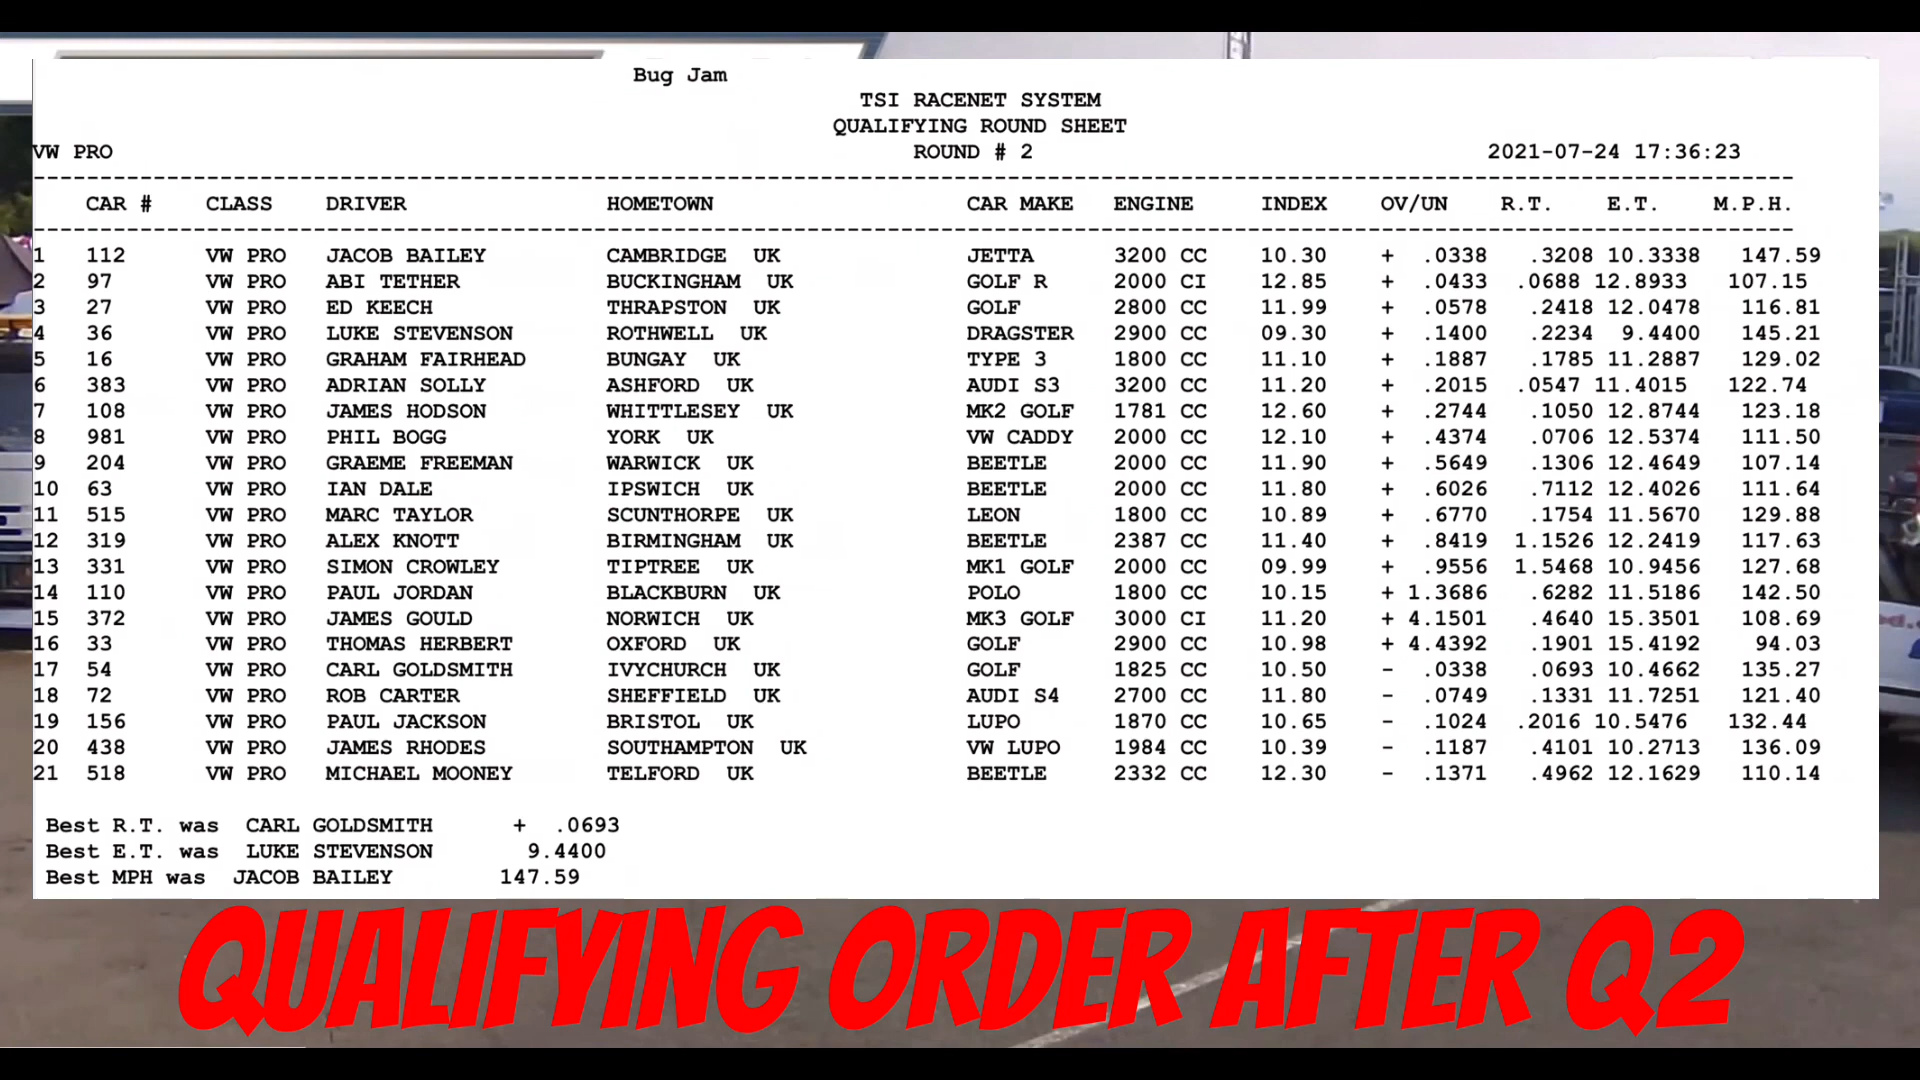 Bug Jam
TSI RACENET SYSTEM
QUALIFYING ROUND SHEET
VW PRO ROUND # 2 2021-07-24 17:36:23
CAR # CLASS DRIVER HOMETOWN CAR MAKE ENGINE INDEX OV/UN R.T. E.T. M.P.H.
1 112 VW PRO JACOB BAILEY CAMBRIDGE UK JETTA 3200 CC 10.30 + .0338 .3208 10.3338 147.59
2 97 VW PRO ABI TETHER BUCKINGHAM UK GOLF R 2000 CI 12.85 + .0433 .0688 12.8933 107.15
3 27 VW PRO ED KEECH THRAPSTON UK GOLF 2800 CC 11.99 + .0578 .2418 12.0478 116.81
4 36 VW PRO LUKE STEVENSON ROTHWELL UK DRAGSTER 2900 CC 09.30 + .1400 .2234 9.4400 145.21
5 16 VW PRO GRAHAM FAIRHEAD BUNGAY UK TYPE 3 1800 CC 11.10 + .1887 .1785 11.2887 129.02
6 383 VW PRO ADRIAN SOLLY ASHFORD UK AUDI S3 3200 CC 11.20 + .2015 .0547 11.4015 122.74
7 108 VW PRO JAMES HODSON WHITTLESEY UK MK2 GOLF 1781 CC 12.60 + .2744 .1050 12.8744 123.18
8 981 VW PRO PHIL BOGG YORK UK VW CADDY 2000 CC 12.10 + .4374 .0706 12.5374 111.50
9 204 VW PRO GRAEME FREEMAN WARWICK UK BEETLE 2000 CC 11.90 + .5649 .1306 12.4649 107.14
10 63 VW PRO IAN DALE IPSWICH UK BEETLE 2000 CC 11.80 + .6026 .7112 12.4026 111.64
11 515 VW PRO MARC TAYLOR SCUNTHORPE UK LEON 1800 CC 10.89 + .6770 .1754 11.5670 129.88
12 319 VW PRO ALEX KNOTT BIRMINGHAM UK BEETLE 2387 CC 11.40 + .8419 1.1526 12.2419 117.63
13 331 VW PRO SIMON CROWLEY TIPTREE UK MK1 GOLF 2000 CC 09.99 + .9556 1.5468 10.9456 127.68
14 110 VW PRO PAUL JORDAN BLACKBURN UK POLO 1800 CC 10.15 + 1.3686 .6282 11.5186 142.50
15 372 VW PRO JAMES GOULD NORWICH UK MK3 GOLF 3000 CI 11.20 + 4.1501 .4640 15.3501 108.69
16 33 VW PRO THOMAS HERBERT OXFORD UK GOLF 2900 CC 10.98 + 4.4392 .1901 15.4192 94.03
17 54 VW PRO CARL GOLDSMITH IVYCHURCH UK GOLF 1825 CC 10.50 - .0338 .0693 10.4662 135.27
18 72 VW PRO ROB CARTER SHEFFIELD UK AUDI S4 2700 CC 11.80 - .0749 .1331 11.7251 121.40
19 156 VW PRO PAUL JACKSON BRISTOL UK LUPO 1870 CC 10.65 - .1024 .2016 10.5476 132.44
20 438 VW PRO JAMES RHODES SOUTHAMPTON UK VW LUPO 1984 CC 10.39 - .1187 .4101 10.2713 136.09
21 518 VW PRO MICHAEL MOONEY TELFORD UK BEETLE 2332 CC 12.30 - .1371 .4962 12.1629 110.14
Best R.T. was CARL GOLDSMITH + .0693
Best E.T. was LUKE STEVENSON 9.4400
Best MPH was JACOB BAILEY 147.59
QUALIFYING ORDER AFTER Q2